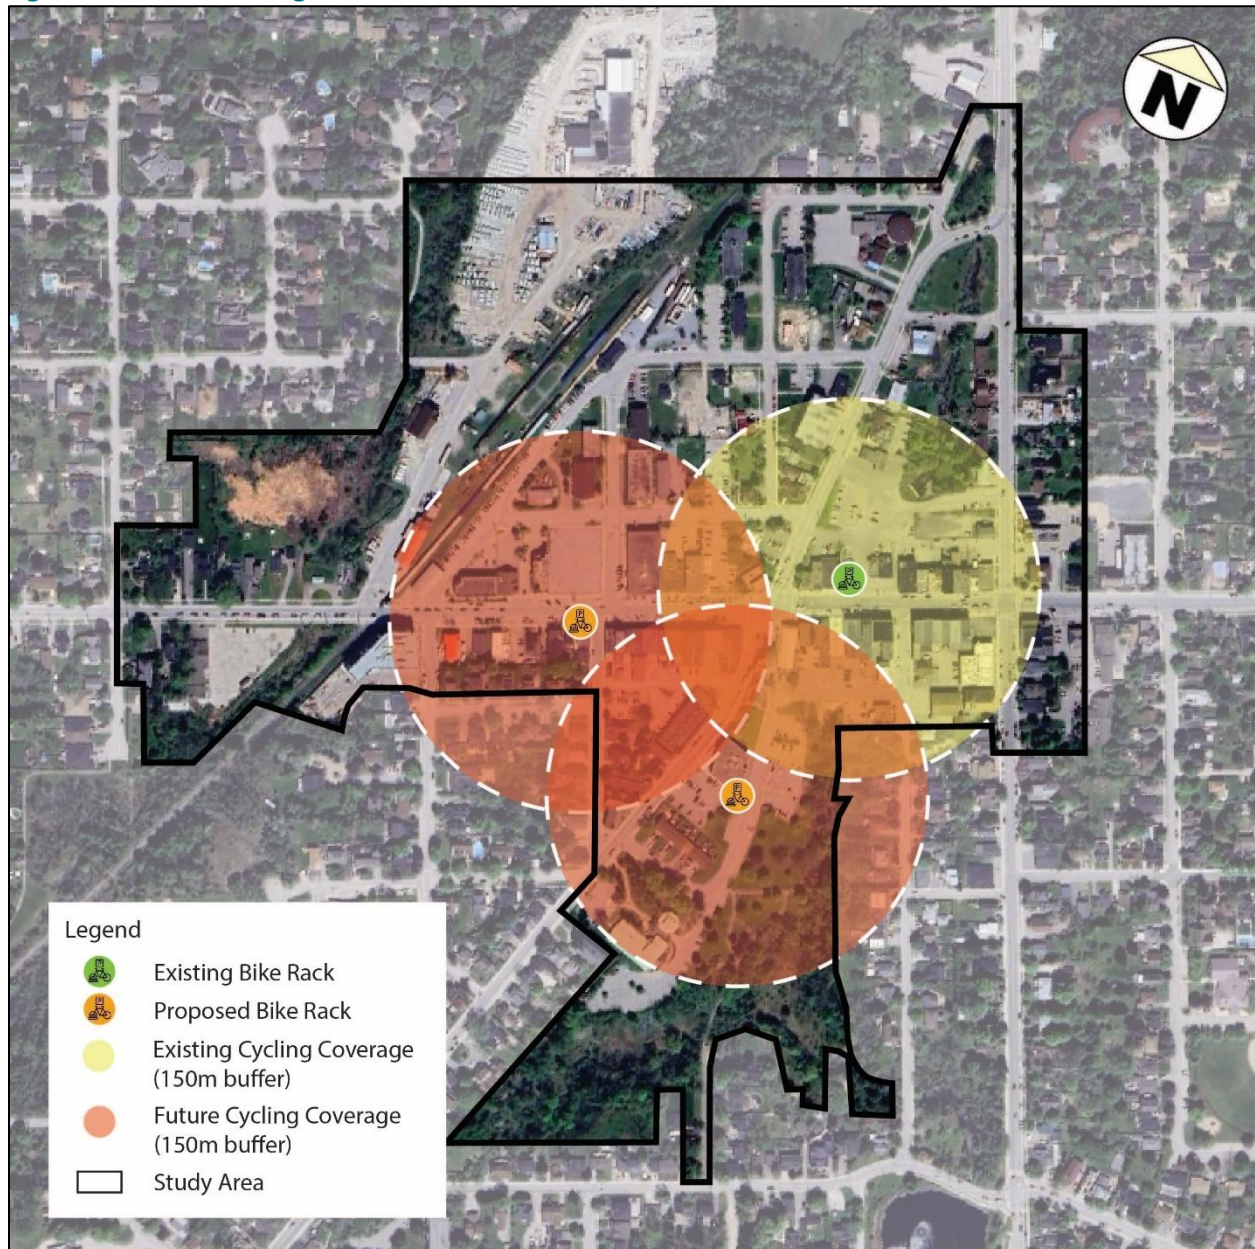 N
Legend
Existing Bike Rack
Proposed Bike Rack
Existing Cycling Coverage
(150m buffer)
Future Cycling Coverage
(150m buffer)
Study Area